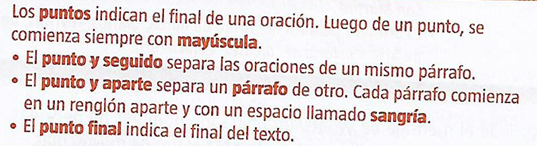 Los puntos indican el final de una oración. Luego de un punto, se
comienza siempre con mayúscula.
• El punto y seguido separa las oraciones de un mismo párrafo.
• El punto y aparte separa un párrafo de otro. Cada párrafo comienza
en un renglón aparte y con un espacio llamado sangría.
• El punto final indica el final del texto.